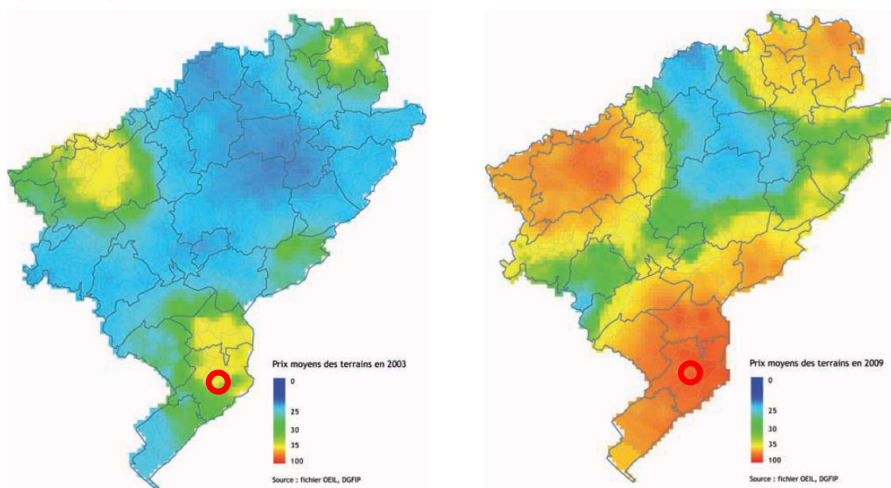 Prix moyens des terrains en 2003
0
25
30
35
100
Source : fichier OEIL, DGFIP
Prix moyens des terrains en 2009
0
25
30
35
100
Source : fichier OEIL, DGFIP